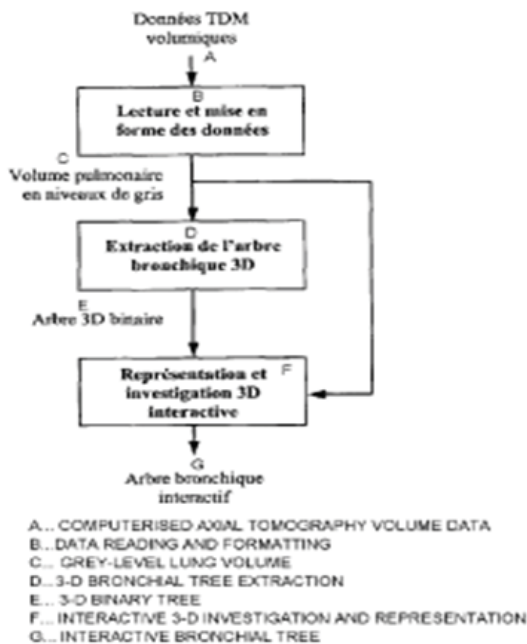 Données TDM
volumiques
A
B
Lecture et mise en
forme des données
C
Volume pulmonaire
en niveaux de gris
D
Extraction de l'arbre
bronchique 3D
E
Arbre 3D binaire
Représentation et F
investigation 3D
interactive
G
Arbre bronchique
interactif
A... COMPUTERISED AXIAL TOMOGRAPHY VOLUME DATA
B...DATA READING AND FORMATTING
C... GREY-LEVEL LUNG VOLUME
D...3-D BRONCHIAL TREE EXTRACTION
E... 3-D BINARY TREE
F... INTERACTIVE 3-D INVESTIGATION AND REPRESENTATION
G... INTERACTIVE BRONCHIAL TREE